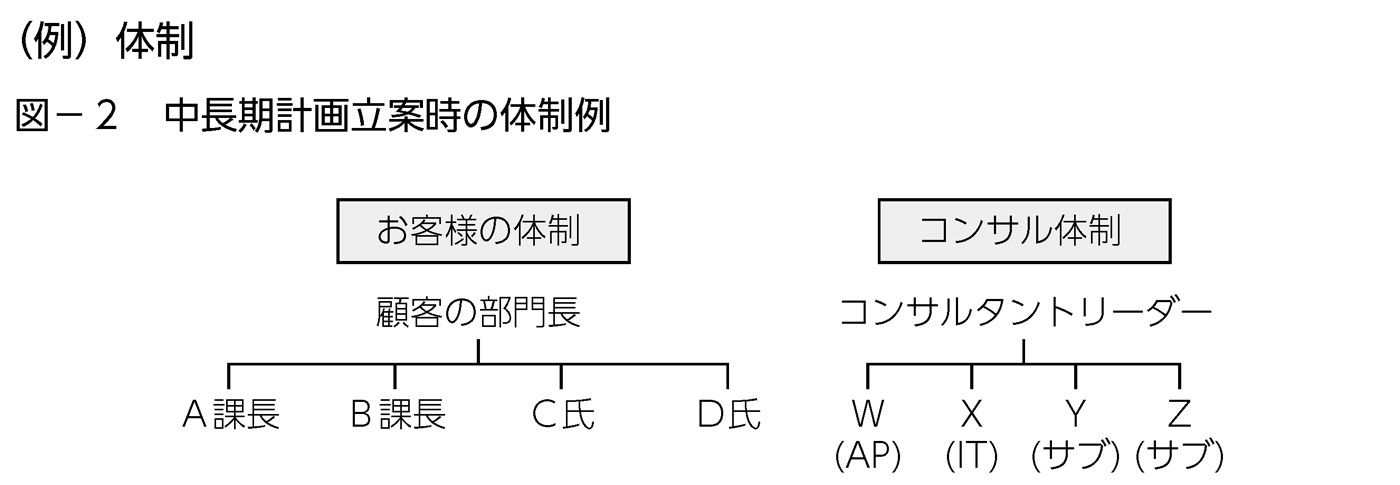 （例）体制
図－２　中長期計画立案時の体制例
お客様の体制
コンサル体制
顧客の部門長
コンサルタントリーダー
Ａ課長　Ｂ課長　Ｃ氏　Ｄ氏
W　X　Y　Z
(AP)　(IT)　(サブ)　(サブ)